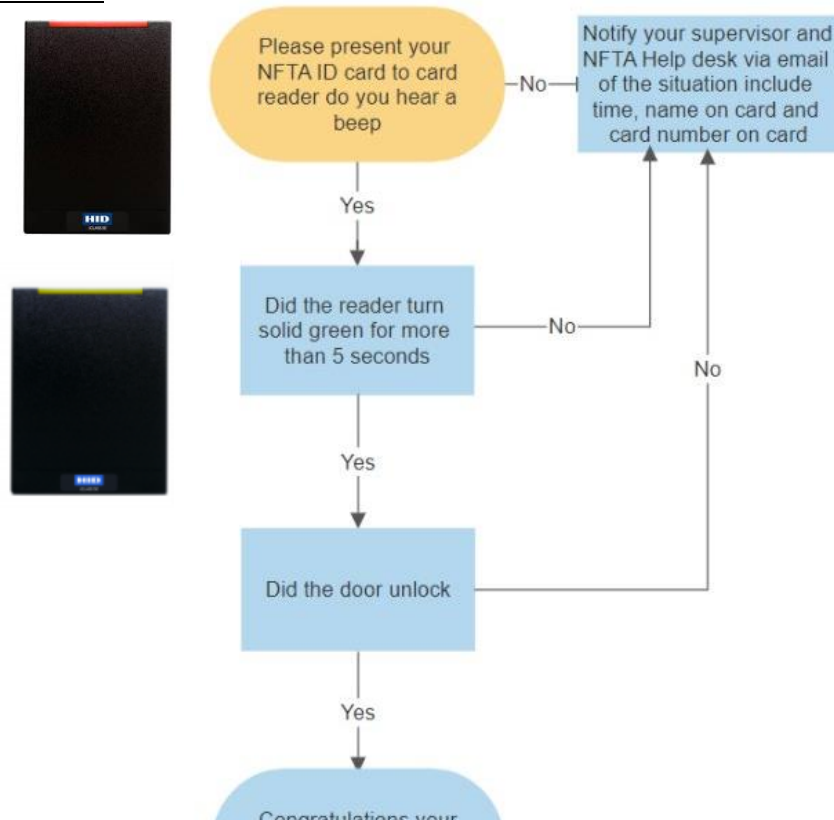 Please present your
NFTA ID card to card
reader do you hear a
beep
No
Notify your supervisor and
NFTA Help desk via email
of the situation include
time, name on card and
card number on card
HID
Yes
Did the reader turn
solid green for more
than 5 seconds
No
No
Yes
HID
Did the door unlock
Yes
Congratulations your